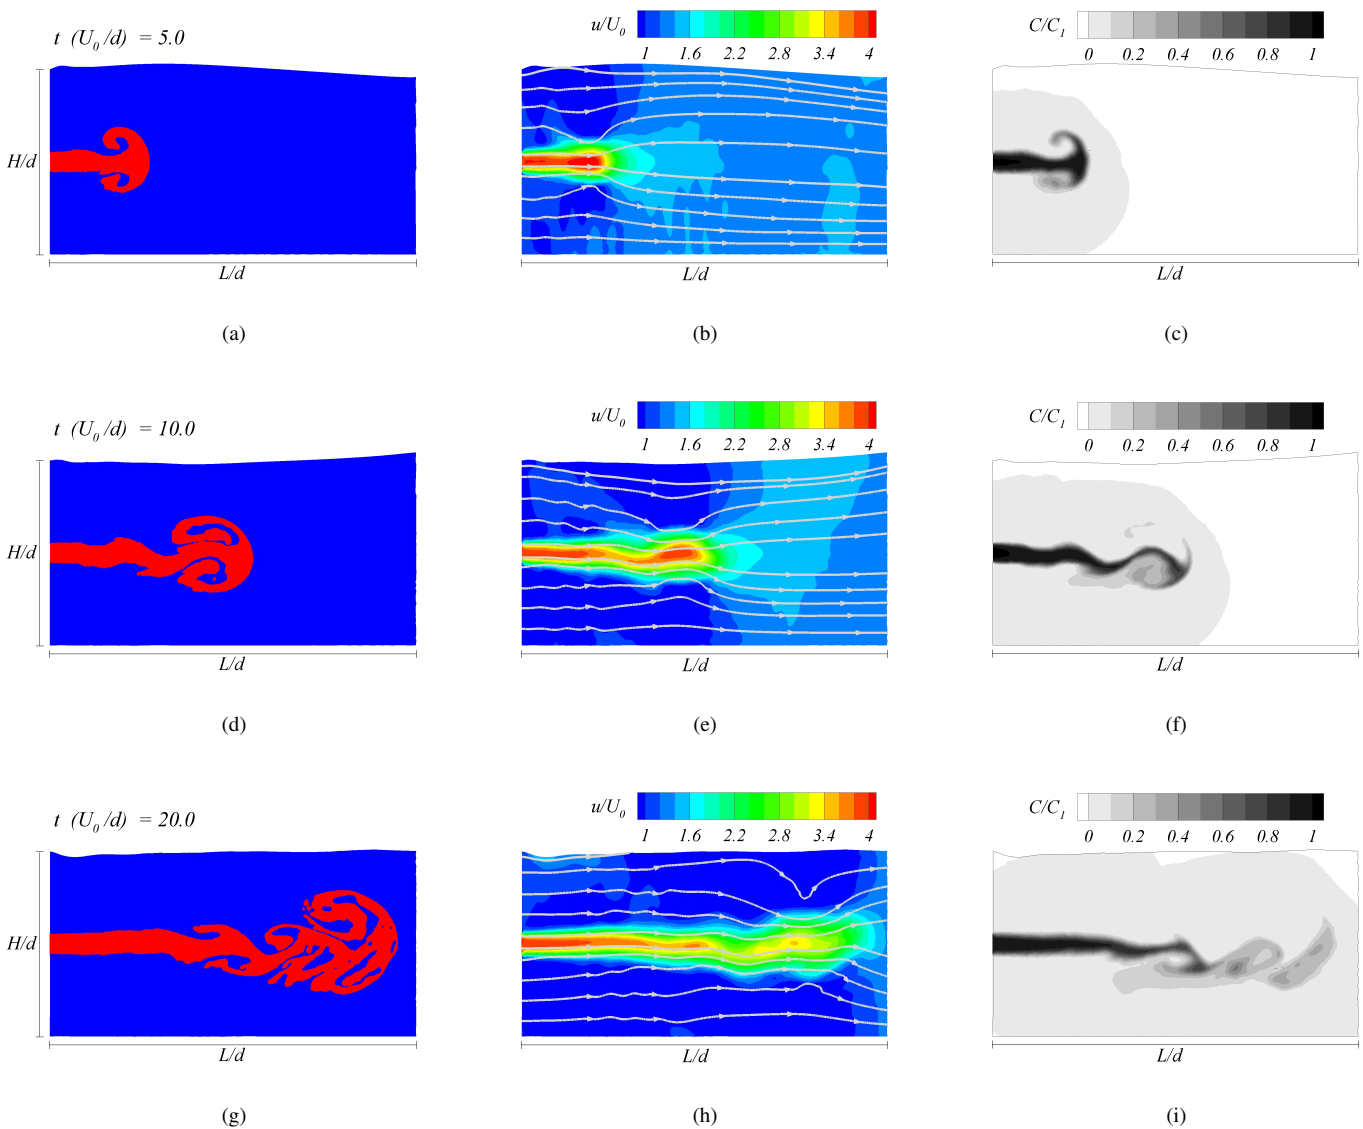 t (U₀/d) = 5.0
u/U₀
1 1.6 2.2 2.8 3.4 4
C/C₁
0 0.2 0.4 0.6 0.8 1
H/d
L/d
L/d
L/d
(a)
(b)
(c)
t (U₀/d) = 10.0
u/U₀
1 1.6 2.2 2.8 3.4 4
C/C₁
0 0.2 0.4 0.6 0.8 1
H/d
L/d
L/d
L/d
(d)
(e)
(f)
t (U₀/d) = 20.0
u/U₀
1 1.6 2.2 2.8 3.4 4
C/C₁
0 0.2 0.4 0.6 0.8 1
H/d
L/d
L/d
L/d
(g)
(h)
(i)